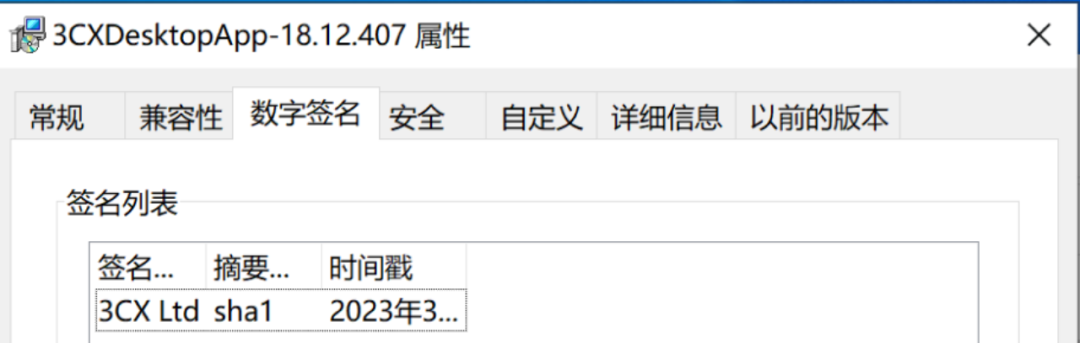 3CXDesktopApp-18.12.407 属性
常规 兼容性 数字签名 安全 自定义 详细信息 以前的版本
签名列表
签名... 摘要... 时间戳
3CX Ltd sha1 2023年3...